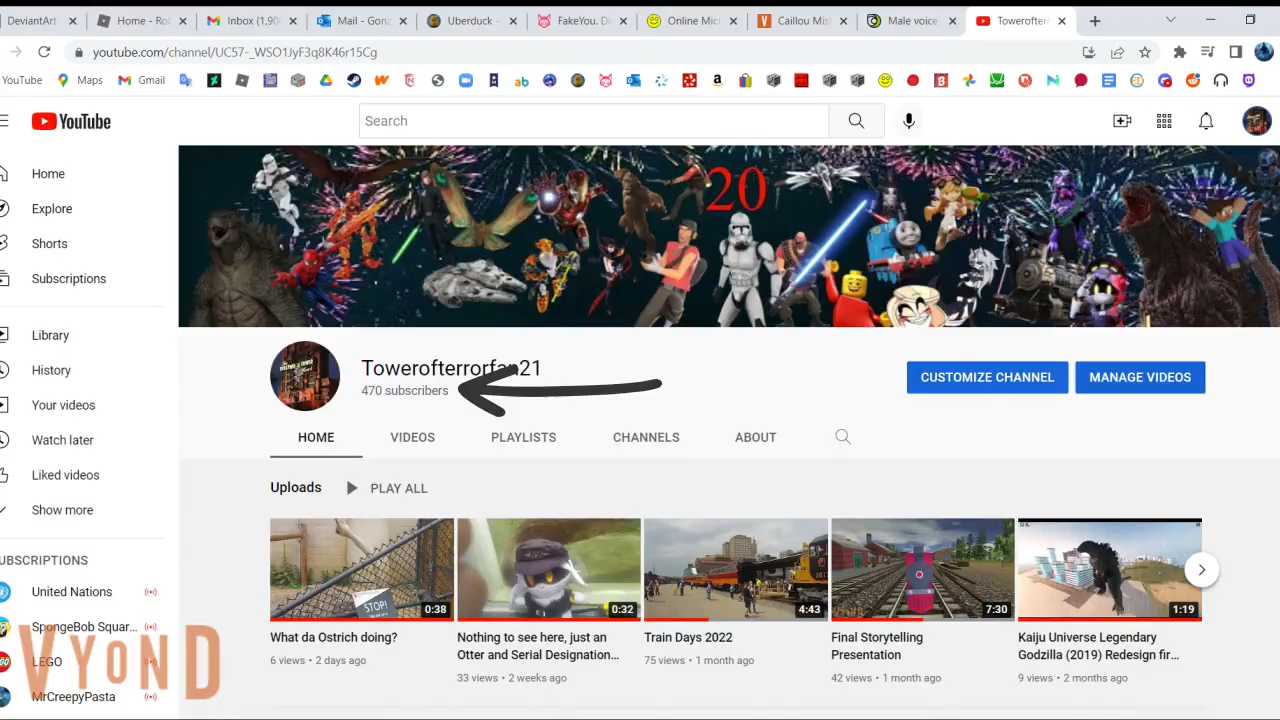 DeviantArt
Home - Ro
Inbox (1,90
Mail - Gonz
Uberduck -
FakeYou. De
Online Micr
Caillou Mis
Male voice
Towerofterr
youtube.com/channel/UC57-_WSO1JyF3q8K46r15Cg
YouTube
Maps
Gmail
YouTube
Search
Home
Explore
Shorts
Subscriptions
Library
History
Your videos
Watch later
Liked videos
Show more
SUBSCRIPTIONS
United Nations
SpongeBob Squar...
LEGO
MrCreepyPasta
20
Towerofterrorfan21
470 subscribers
CUSTOMIZE CHANNEL
MANAGE VIDEOS
HOME
VIDEOS
PLAYLISTS
CHANNELS
ABOUT
Uploads
PLAY ALL
STOP!
0:38
0:32
4:43
7:30
1:19
What da Ostrich doing?
6 views • 2 days ago
Nothing to see here, just an
Otter and Serial Designation...
33 views • 2 weeks ago
Train Days 2022
75 views • 1 month ago
Final Storytelling
Presentation
42 views • 1 month ago
Kaiju Universe Legendary
Godzilla (2019) Redesign fir...
9 views • 2 months ago
VYOND